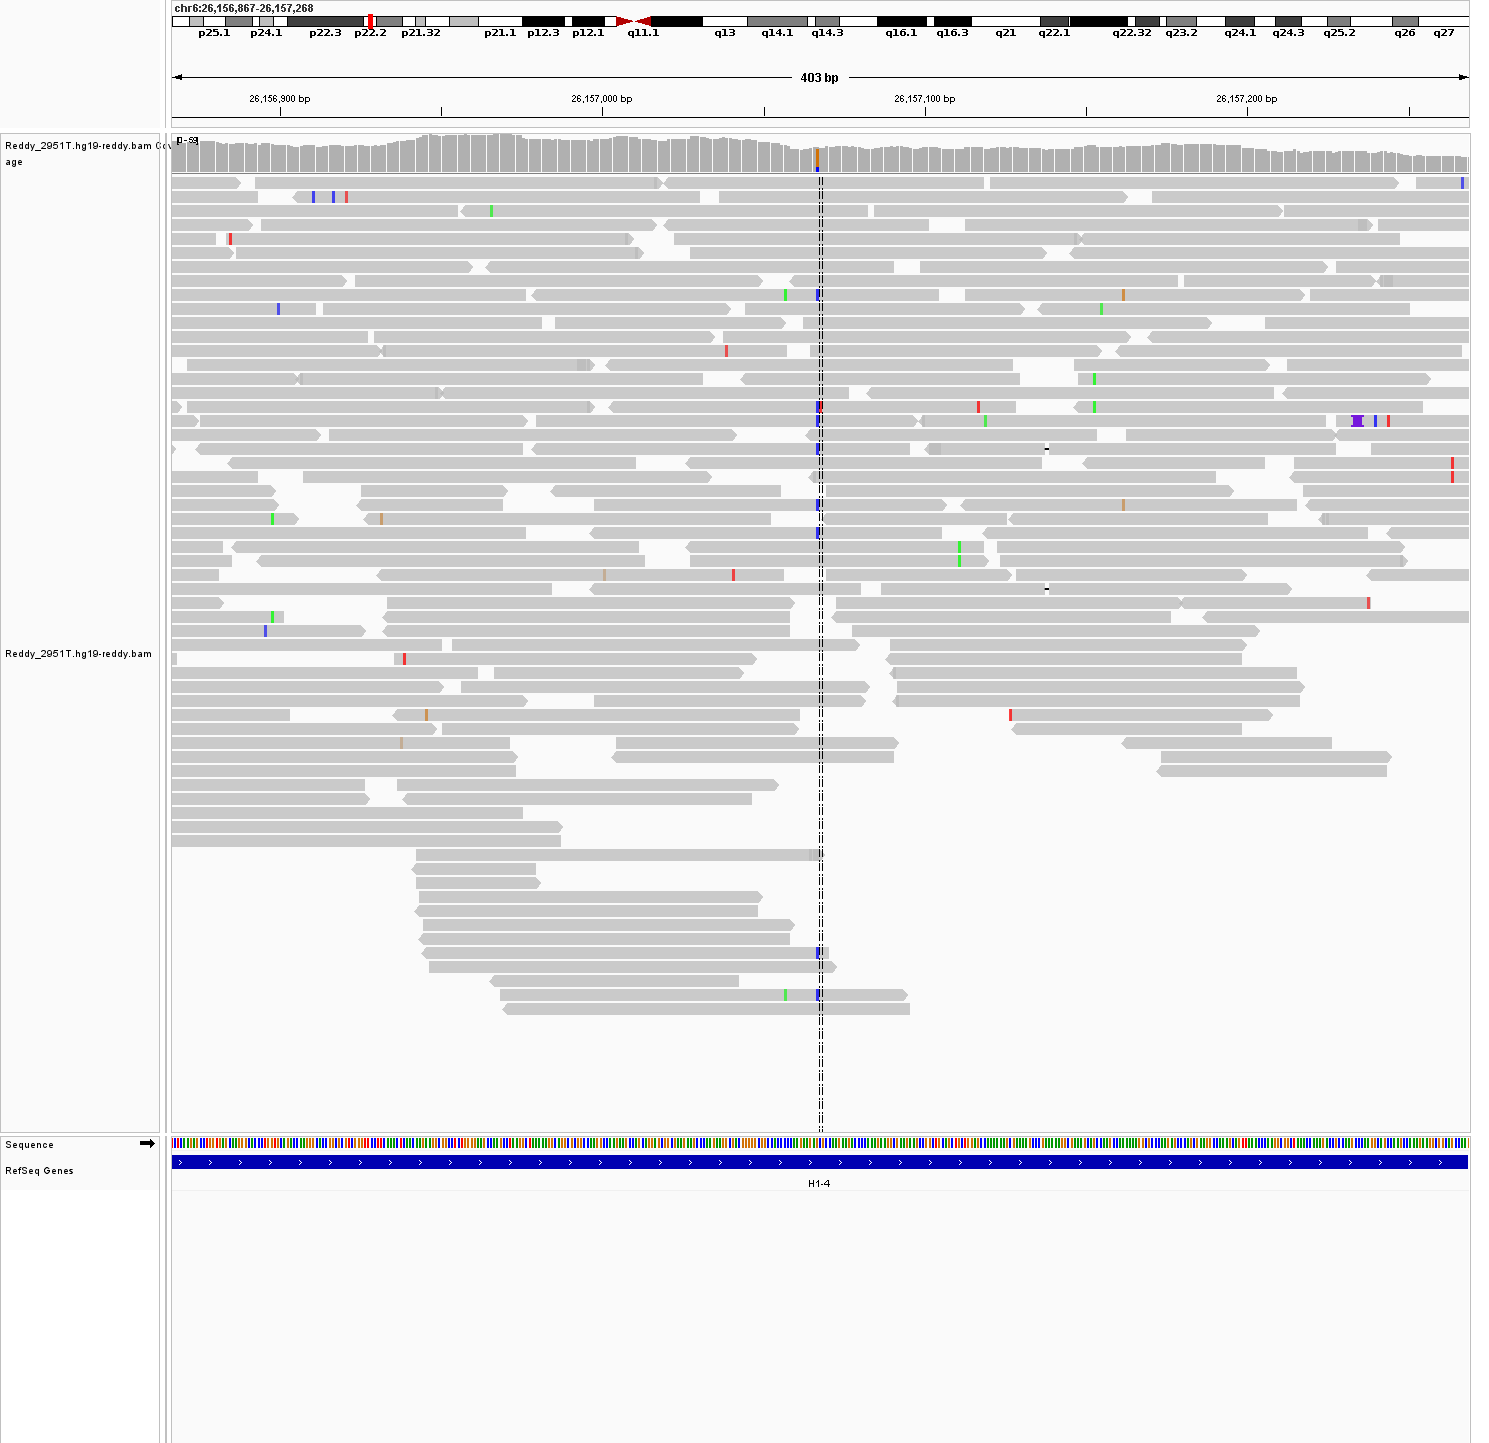 chr6:26,156,867-26,157,268
p25.1 p24.1 p22.3 p22.2 p21.32 p21.1 p12.3 p12.1 q11.1 q13 q14.1 q14.3 q16.1 q16.3 q21 q22.1 q22.32 q23.2 q24.1 q24.3 q25.2 q26 q27
403 bp
26,156,900 bp 26,157,000 bp 26,157,100 bp 26,157,200 bp
Reddy_2951T.hg19-reddy.bam Cov
age
Reddy_2951T.hg19-reddy.bam
Sequence
RefSeq Genes
H1-4